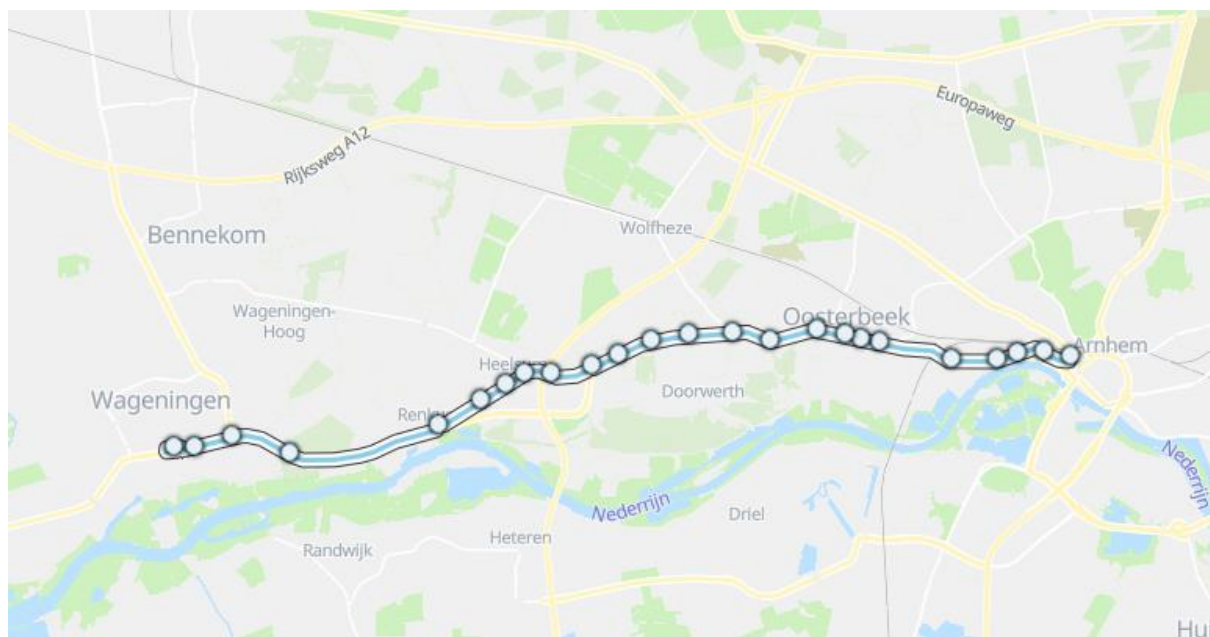 Europaweg
Rijksweg A12
Bennekom
Wolfheze
Wageningen-
Hoog
Oosterbeek
Arnhem
Wageningen
Doorwerth
Nederrijn
Nederrijn
Driel
Heteren
Randwijk